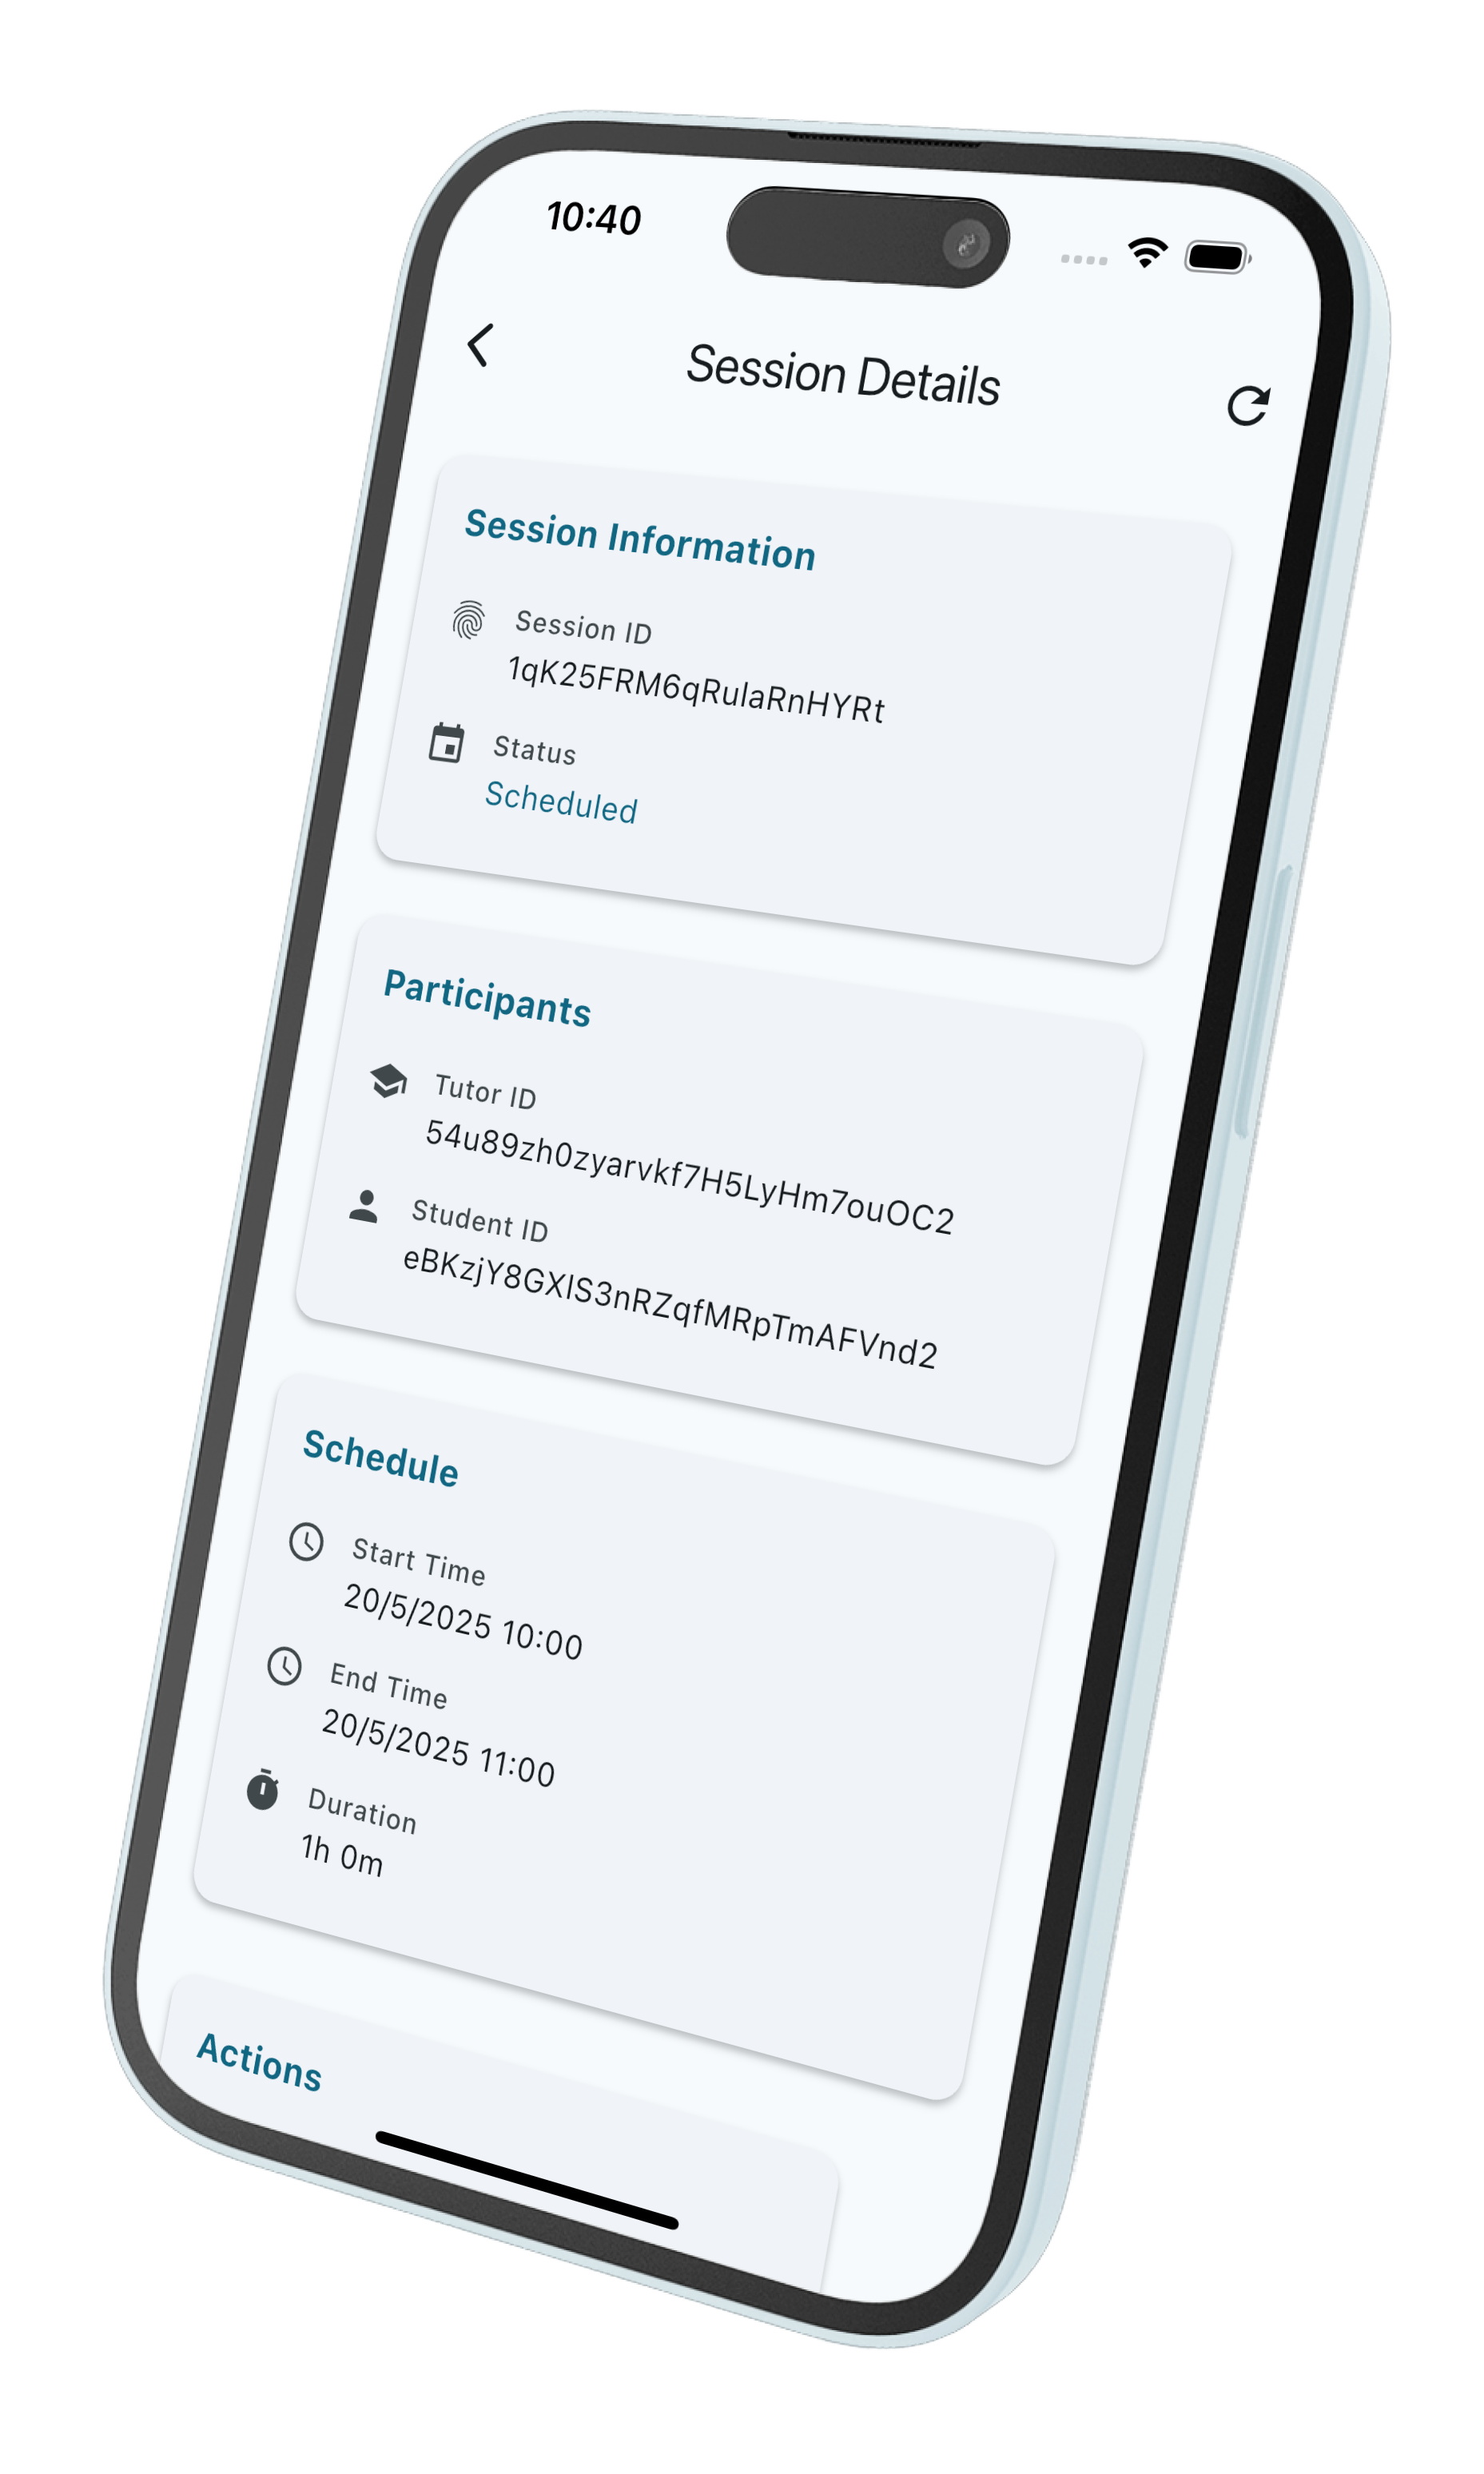 10:40
Session Details
Session Information
Session ID
1qK25FRM6qRulaRnHYRt
Status
Scheduled
Participants
Tutor ID
54u89zh0zyarvkf7H5LyHm7ouOC2
Student ID
eBKzjY8GXlS3nRZqfMRpTmAFVnd2
Schedule
Start Time
20/5/2025 10:00
End Time
20/5/2025 11:00
Duration
1h 0m
Actions